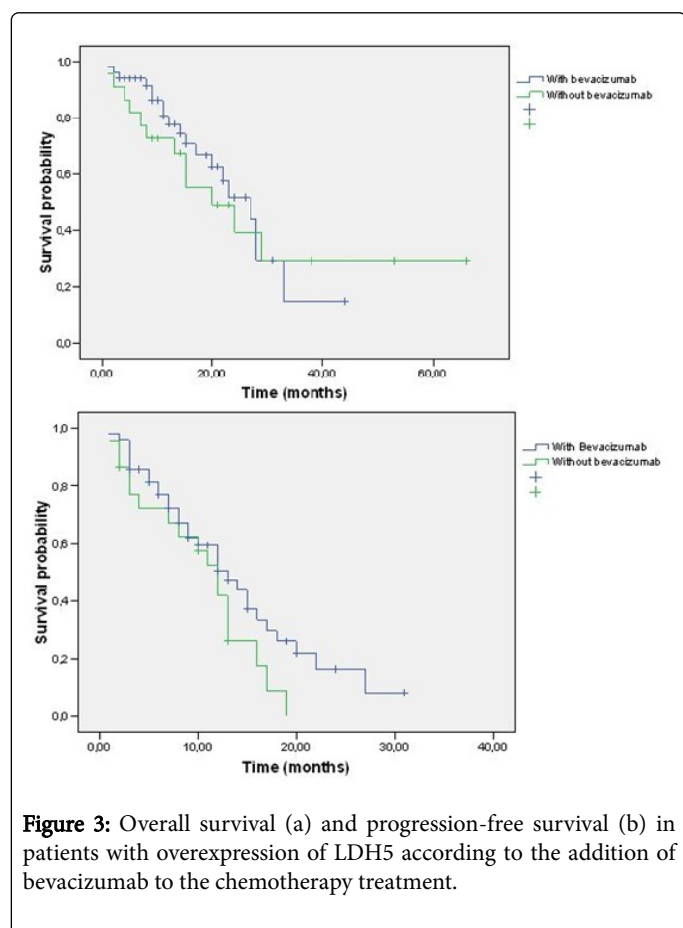 1,0
0,8
0,6
0,4
0,2
0,0
Survival probability
0,00 20,00 40,00 60,00
Time (months)
With bevacizumab
Without bevacizumab
1,0
0,8
0,6
0,4
0,2
0,0
Survival probability
0,00 10,00 20,00 30,00 40,00
Time (months)
With Bevacizumab
Without bevacizumab
Figure 3: Overall survival (a) and progression-free survival (b) in
patients with overexpression of LDH5 according to the addition of
bevacizumab to the chemotherapy treatment.